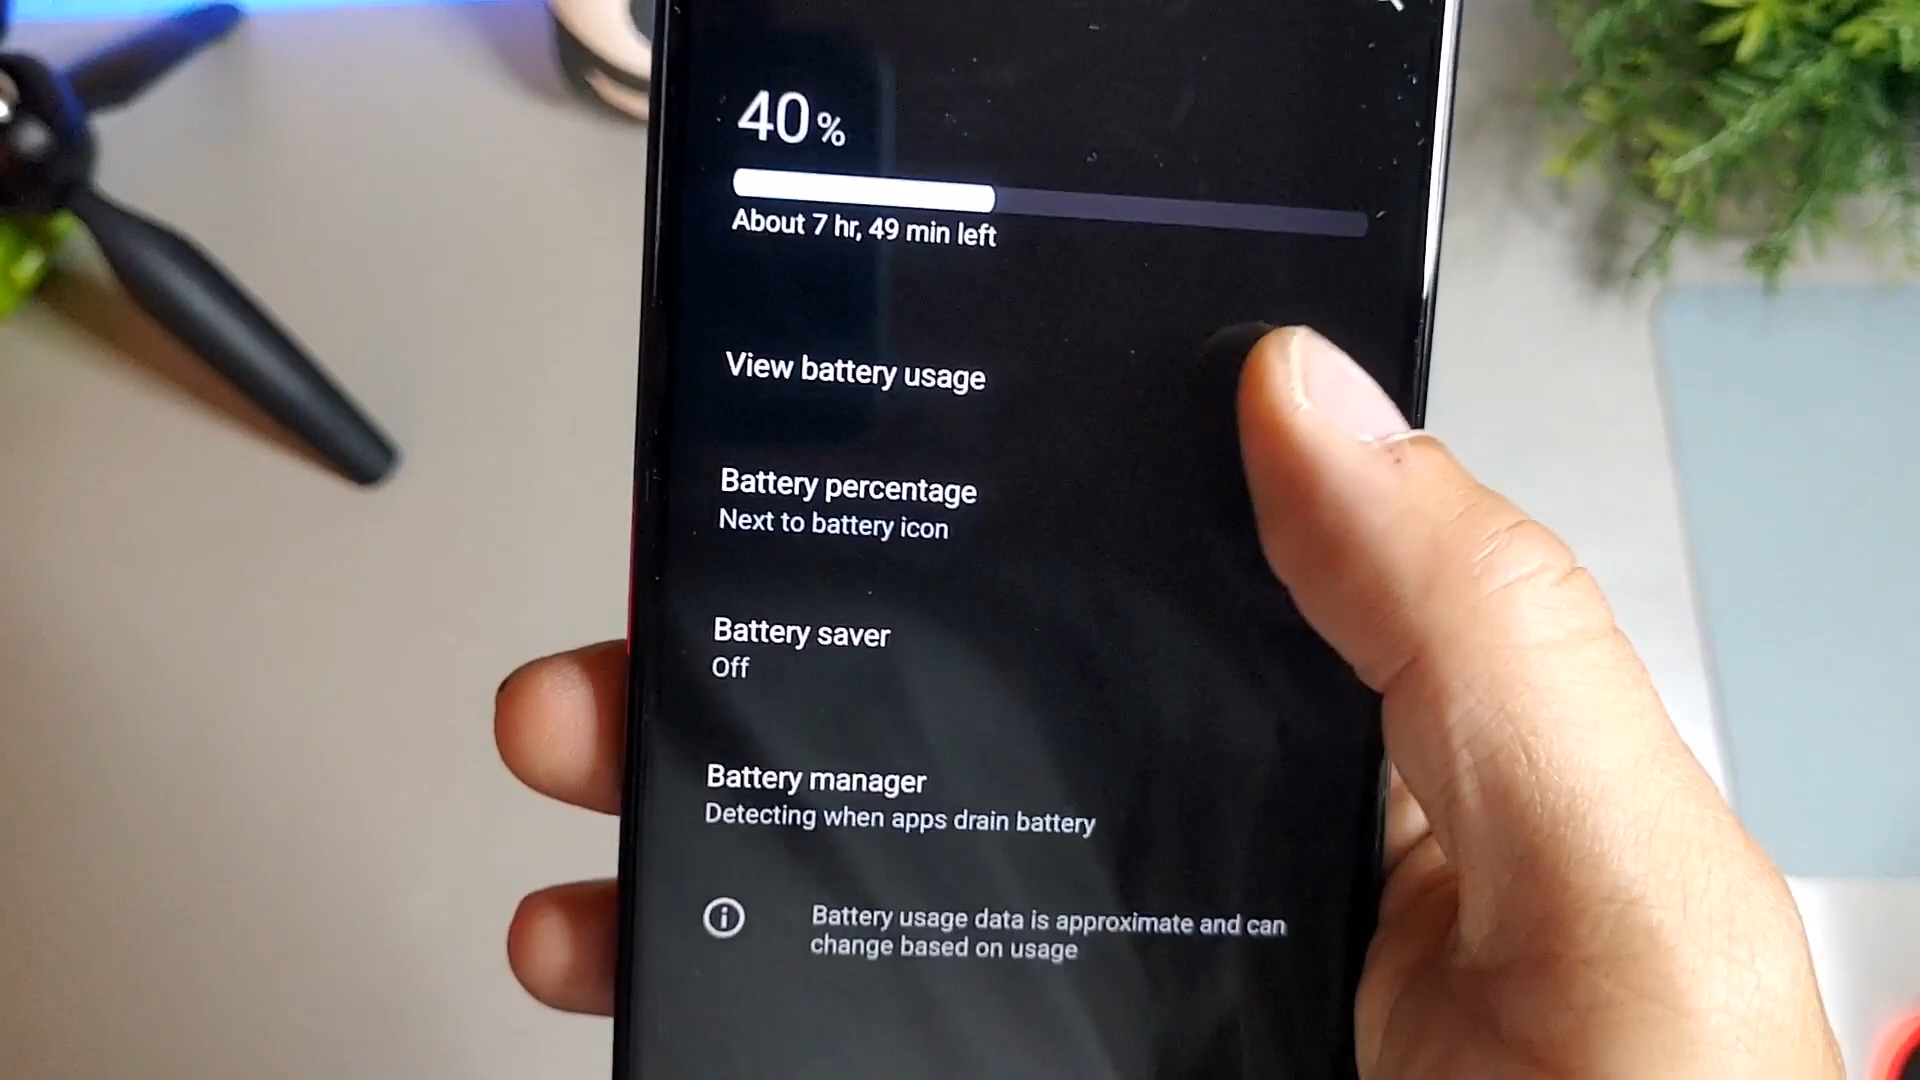 40%
About 7 hr, 49 min left
View battery usage
Battery percentage
Next to battery icon
Battery saver
Off
Battery manager
Detecting when apps drain battery
Battery usage data is approximate and can
change based on usage